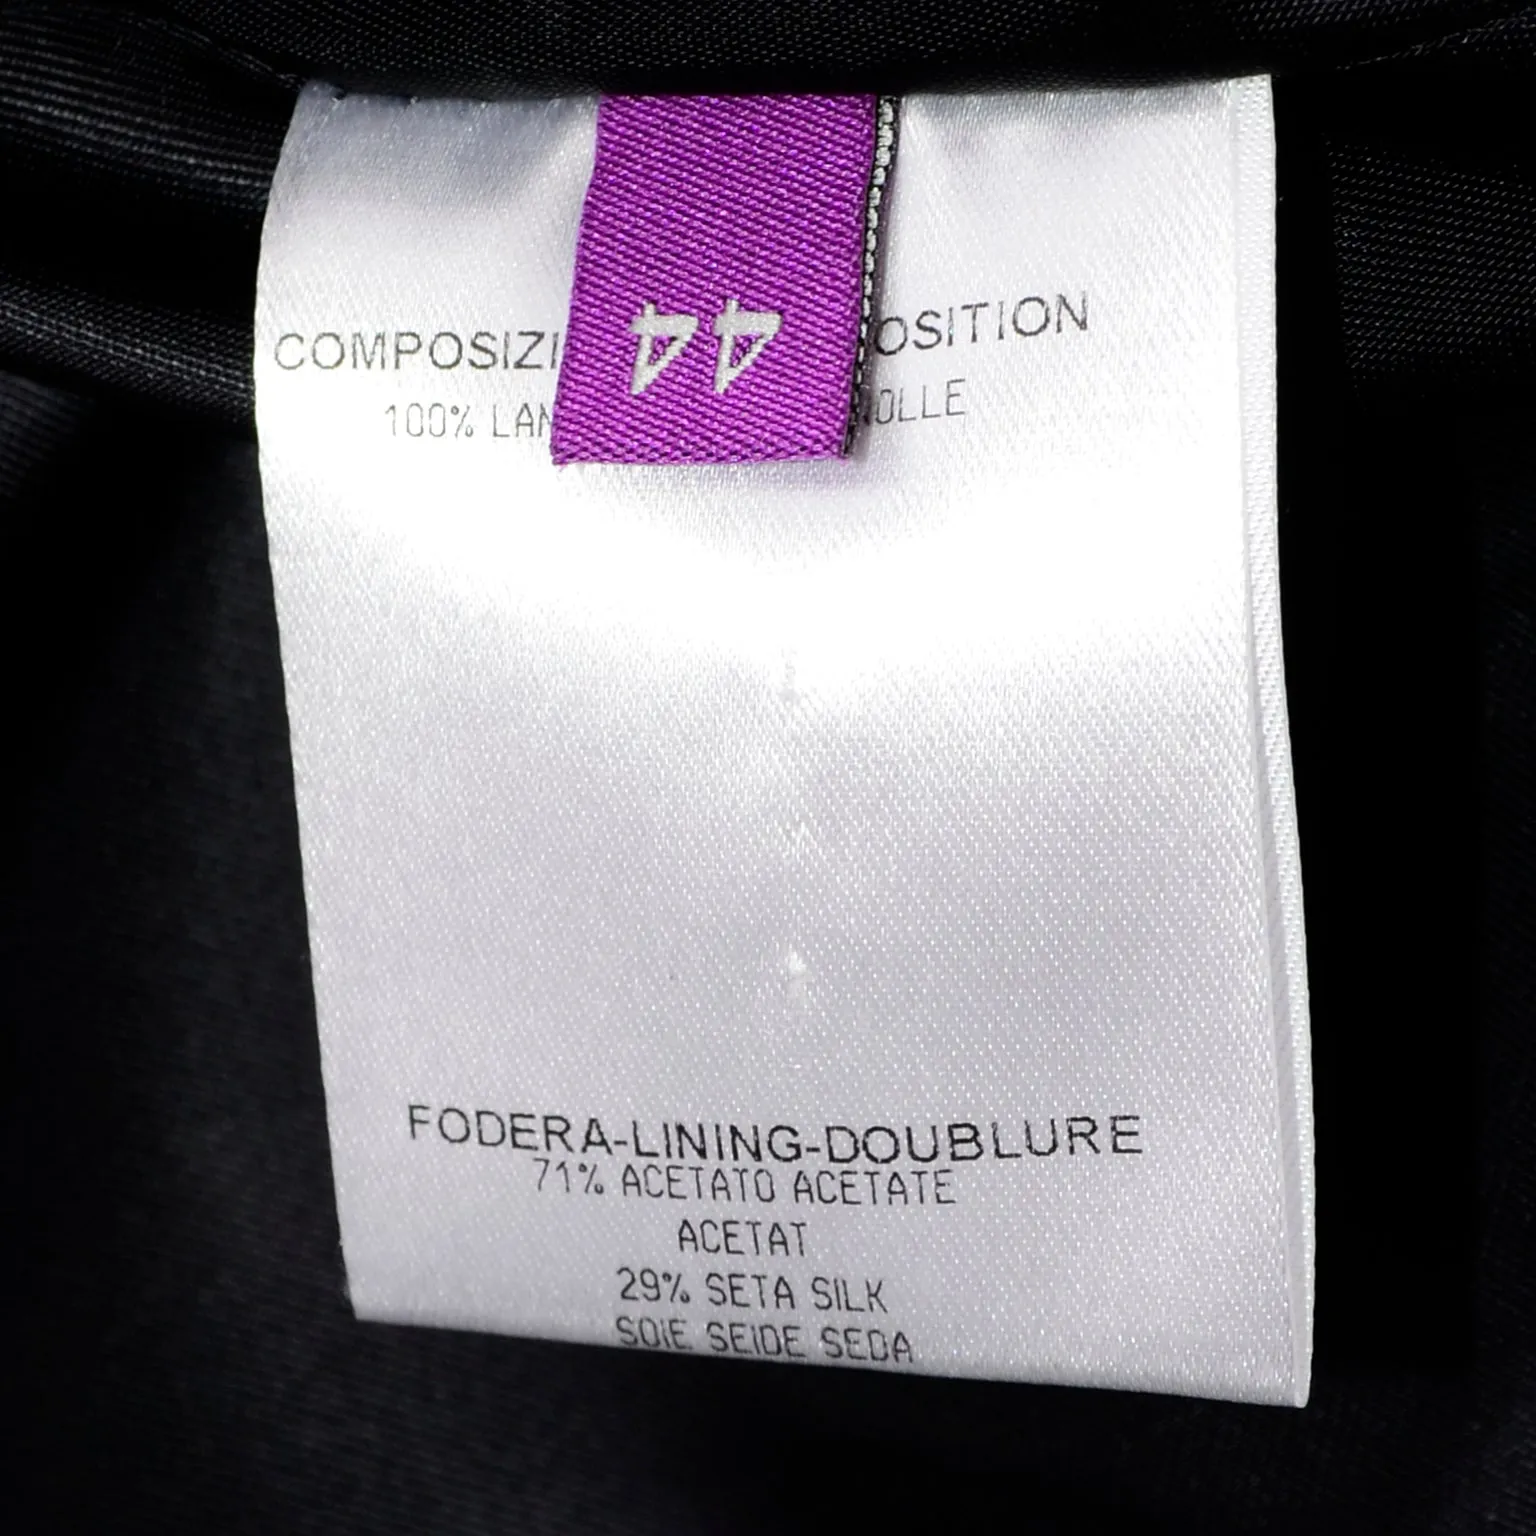 44
COMPOSIZI OSITION
100% LAN OLLE
FODERA-LINING-DOUBLURE
71% ACETATO ACETATE
ACETAT
29% SETA SILK
SOIE SEIDE SEDA